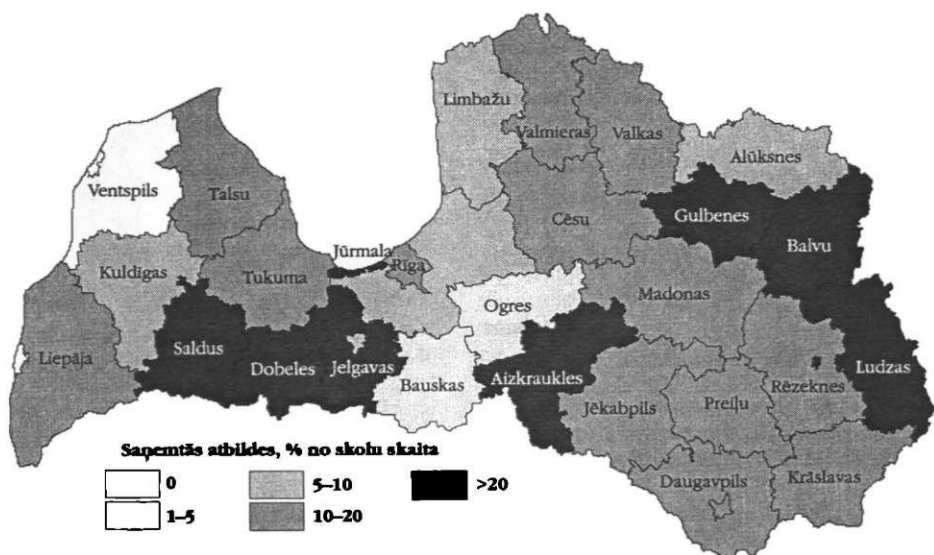 Limbažu
Valmieras
Valkas
Alūksnes
Ventspils
Talsu
Cēsu
Gulbenes
Balvu
Jūrmala
Rīga
Kuldīgas
Tukuma
Madonas
Ogres
Liepāja
Saldus
Dobeles
Jelgavas
Bauskas
Aizkraukles
Rēzeknes
Ludzas
Jēkabpils
Preiļu
Daugavpils
Krāslavas
Saņemtās atbildes, % no skolu skaita
0 5–10 >20
1–5 10–20